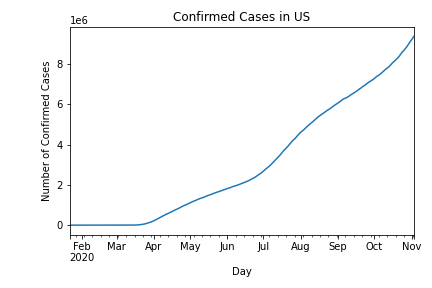 Confirmed Cases in US
1e6
Number of Confirmed Cases
8
6
4
2
0
Feb Mar Apr May Jun Jul Aug Sep Oct Nov
2020
Day